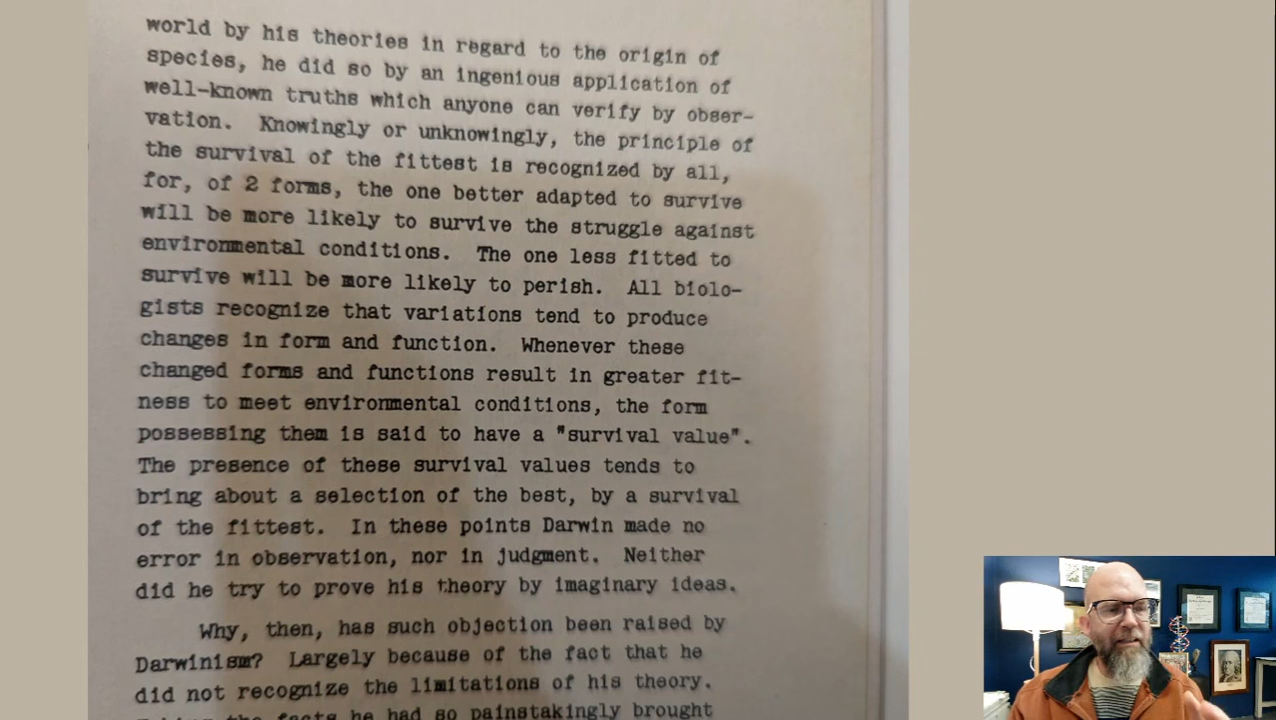 world by his theories in regard to the origin of
species, he did so by an ingenious application of
well-known truths which anyone can verify by obser-
vation. Knowingly or unknowingly, the principle of
the survival of the fittest is recognized by all,
for, of 2 forms, the one better adapted to survive
will be more likely to survive the struggle against
environmental conditions. The one less fitted to
survive will be more likely to perish. All biolo-
gists recognize that variations tend to produce
changes in form and function. Whenever these
changed forms and functions result in greater fit-
ness to meet environmental conditions, the form
possessing them is said to have a "survival value".
The presence of these survival values tends to
bring about a selection of the best, by a survival
of the fittest. In these points Darwin made no
error in observation, nor in judgment. Neither
did he try to prove his theory by imaginary ideas.
Why, then, has such objection been raised by
Darwinism? Largely because of the fact that he
did not recognize the limitations of his theory.
the facts he had so painstakingly brought